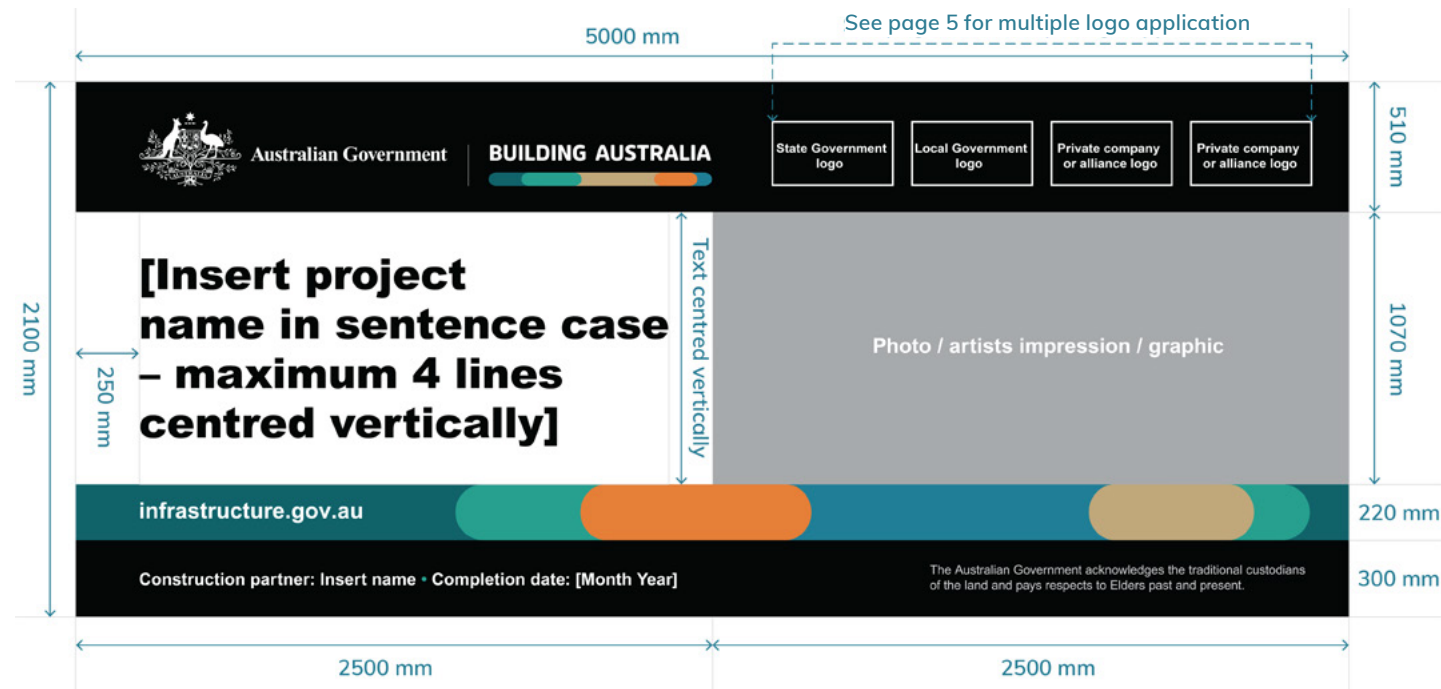 See page 5 for multiple logo application
5000 mm
Australian Government
BUILDING AUSTRALIA
State Government
logo
Local Government
logo
Private company
or alliance logo
Private company
or alliance logo
510 mm
2100 mm
250 mm
[Insert project
name in sentence case
– maximum 4 lines
centred vertically]
Text centred vertically
Photo / artists impression / graphic
1070 mm
infrastructure.gov.au
220 mm
Construction partner: Insert name • Completion date: [Month Year]
The Australian Government acknowledges the traditional custodians
of the land and pays respects to Elders past and present.
300 mm
2500 mm
2500 mm